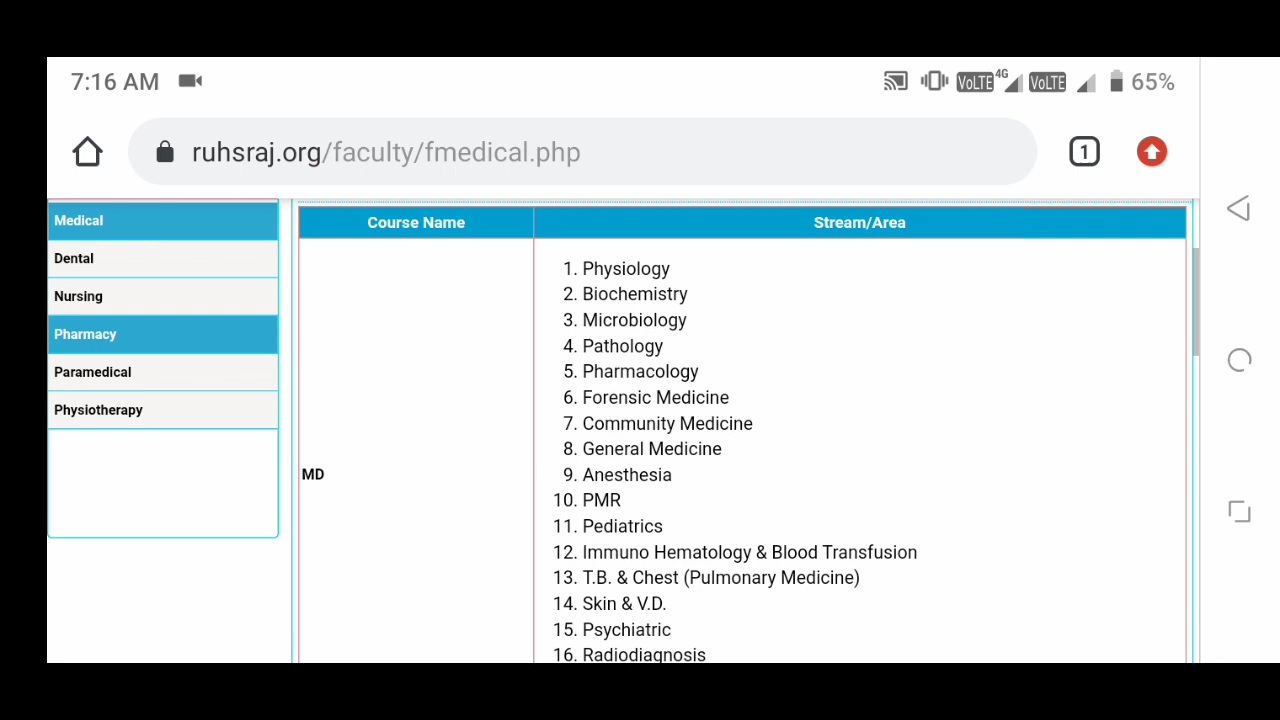 7:16 AM
VoLTE 4G VoLTE 65%
ruhsraj.org/faculty/fmedical.php
1
Medical
Dental
Nursing
Pharmacy
Paramedical
Physiotherapy
Course Name Stream/Area
MD
1. Physiology
2. Biochemistry
3. Microbiology
4. Pathology
5. Pharmacology
6. Forensic Medicine
7. Community Medicine
8. General Medicine
9. Anesthesia
10. PMR
11. Pediatrics
12. Immuno Hematology & Blood Transfusion
13. T.B. & Chest (Pulmonary Medicine)
14. Skin & V.D.
15. Psychiatric
16. Radiodiagnosis